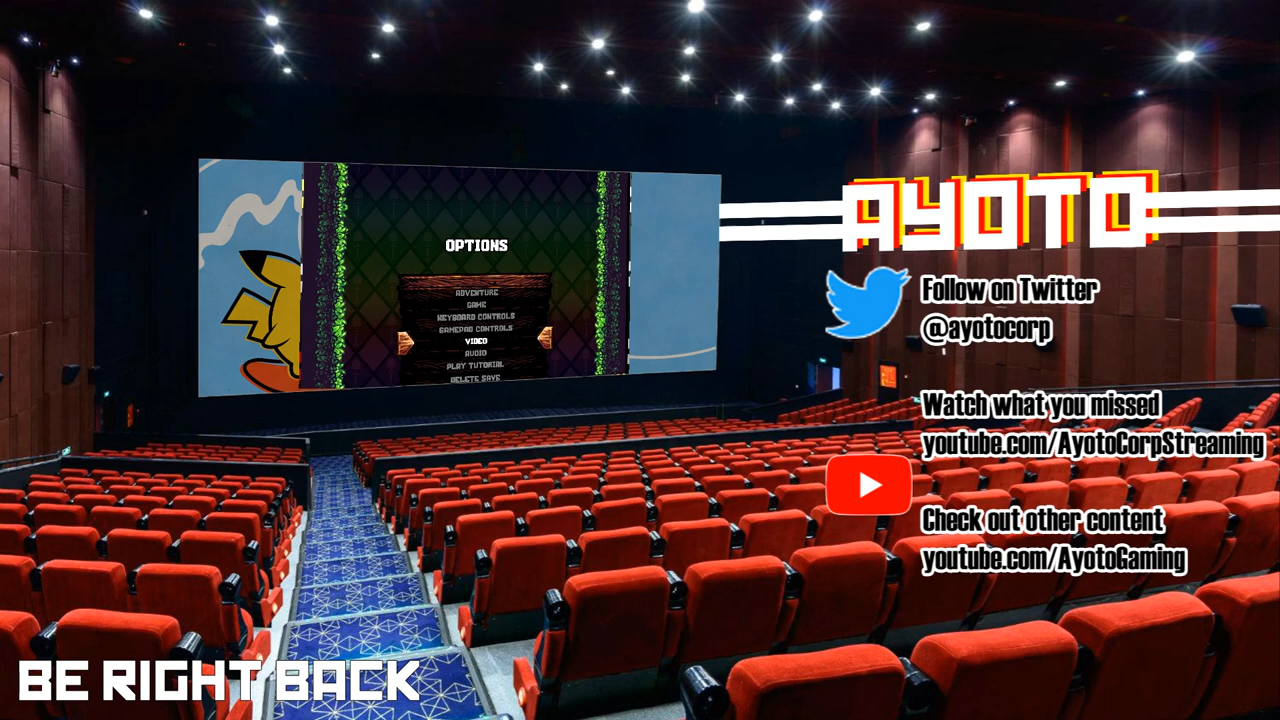 AYOTO
OPTIONS
ADVENTURE
GAME
KEYBOARD CONTROLS
GAMEPAD CONTROLS
VIDEO
AUDIO
PLAY TUTORIAL
DELETE SAVE
Follow on Twitter
@ayotocorp
Watch what you missed
youtube.com/AyotoCorpStreaming
Check out other content
youtube.com/AyotoGaming
BE RIGHT BACK